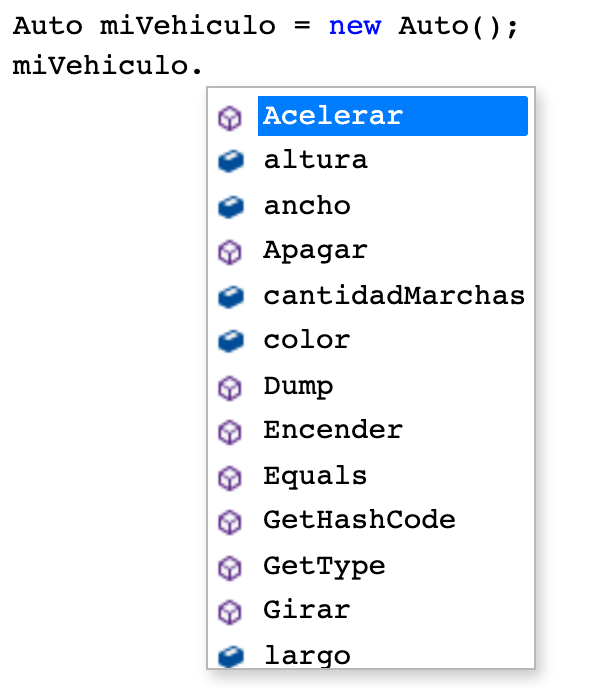 Auto miVehiculo = new Auto();
miVehiculo.
Acelerar
altura
ancho
Apagar
cantidadMarchas
color
Dump
Encender
Equals
GetHashCode
GetType
Girar
largo